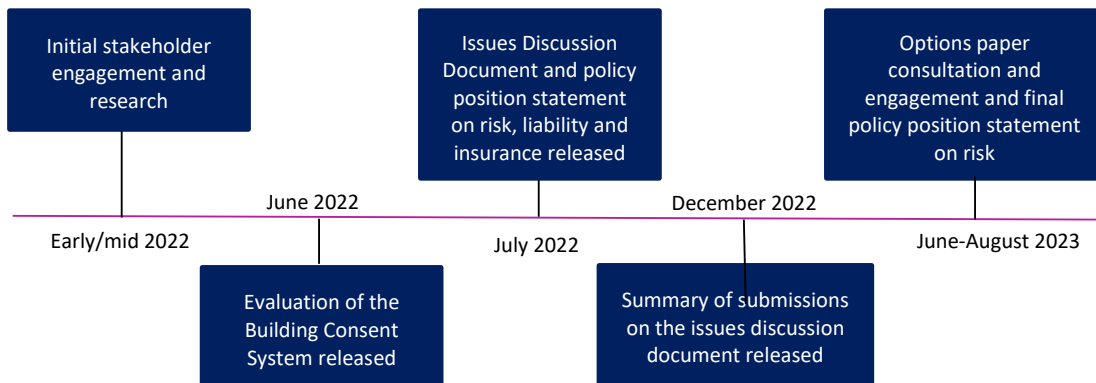 Initial stakeholder
engagement and
research
Issues Discussion
Document and policy
position statement
on risk, liability and
insurance released
Options paper
consultation and
engagement and final
policy position statement
on risk
June 2022
December 2022
Early/mid 2022
July 2022
June-August 2023
Evaluation of the
Building Consent
System released
Summary of submissions
on the issues discussion
document released